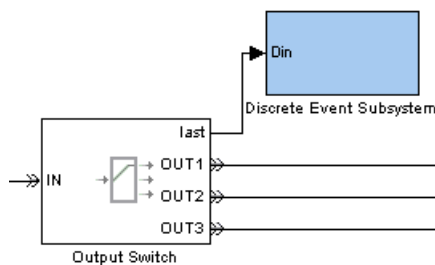 Din
Discrete Event Subsystem
last
IN
OUT1
OUT2
OUT3
Output Switch